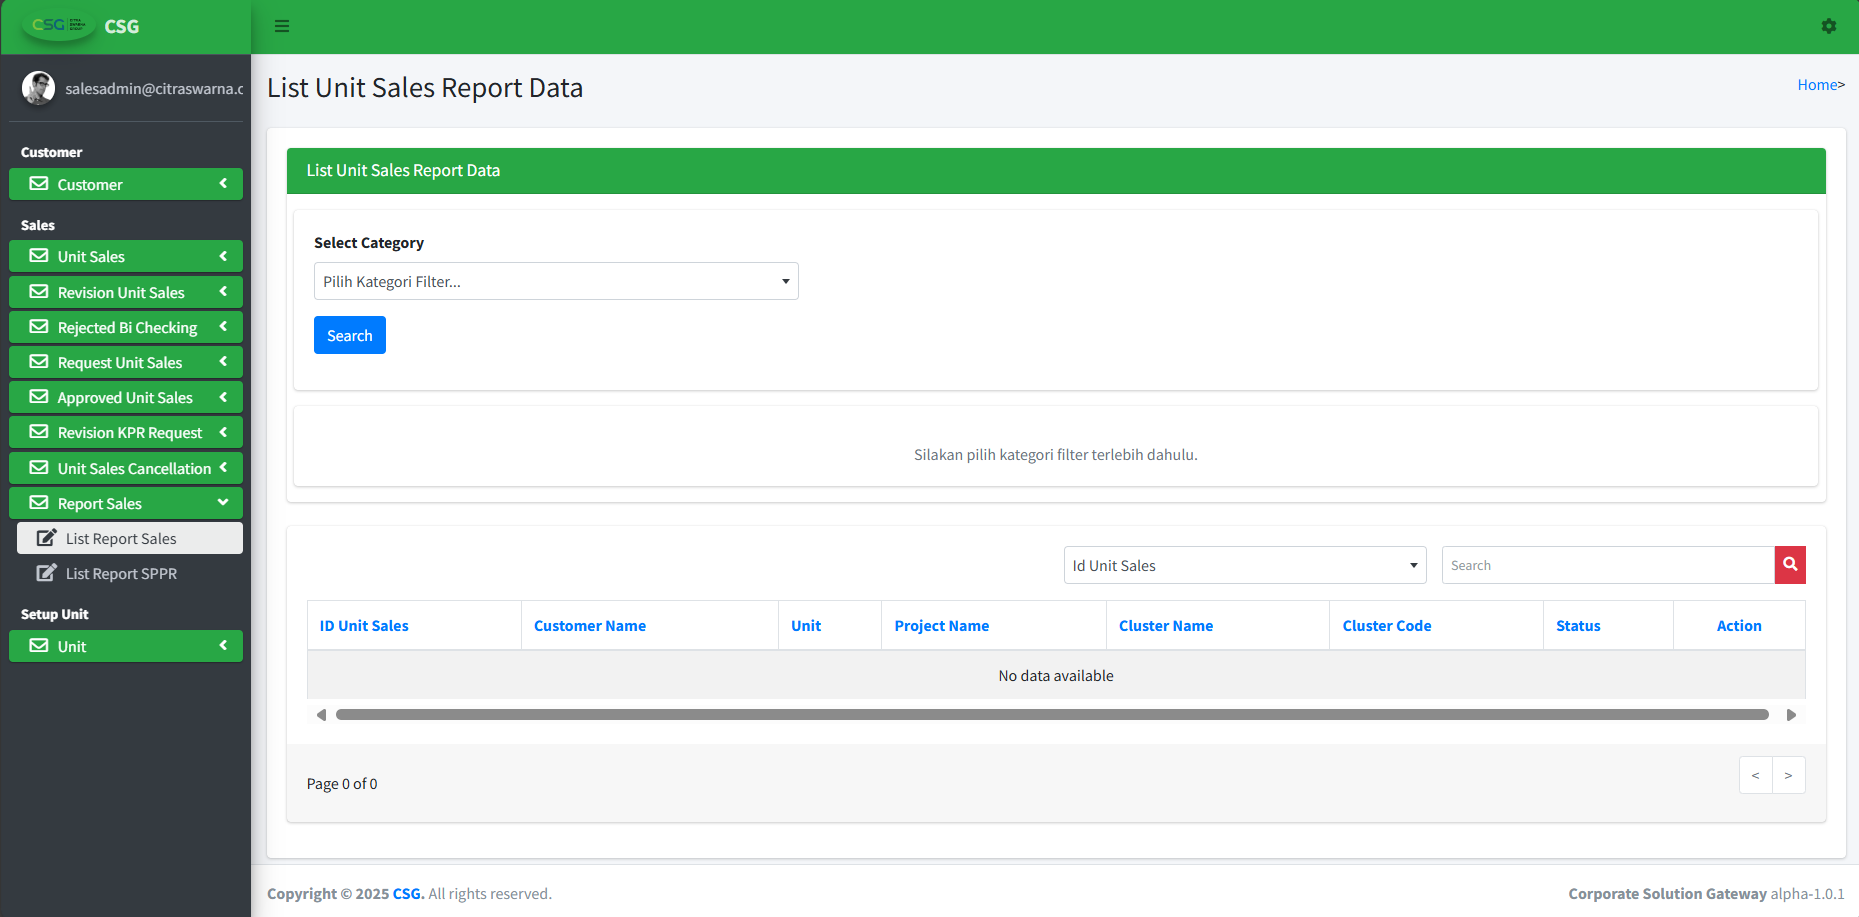 CSG CITRA SWARNA GROUP
CSG
salesadmin@citraswarna.c
Customer
Customer
Sales
Unit Sales
Revision Unit Sales
Rejected Bi Checking
Request Unit Sales
Approved Unit Sales
Revision KPR Request
Unit Sales Cancellation
Report Sales
List Report Sales
List Report SPPR
Setup Unit
Unit
List Unit Sales Report Data
Home>
List Unit Sales Report Data
Select Category
Pilih Kategori Filter...
Search
Silakan pilih kategori filter terlebih dahulu.
Id Unit Sales
Search
ID Unit Sales Customer Name Unit Project Name Cluster Name Cluster Code Status Action
No data available
Page 0 of 0
< >
Copyright © 2025 CSG. All rights reserved.
Corporate Solution Gateway alpha-1.0.1